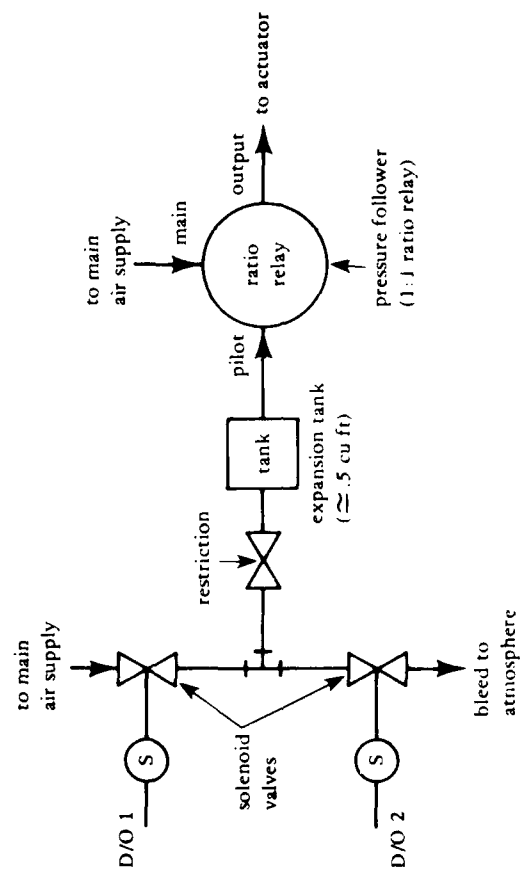 to main
air supply
D/O 1
S
solenoid
valves
D/O 2
S
bleed to
atmosphere
restriction
tank
expansion tank
(≃ .5 cu ft)
pilot
to main
air supply
main
ratio
relay
output
to actuator
pressure follower
(1:1 ratio relay)